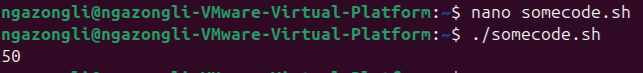 ngazongli@ngazongli-VMware-Virtual-Platform:~$ nano somecode.sh
ngazongli@ngazongli-VMware-Virtual-Platform:~$ ./somecode.sh
50